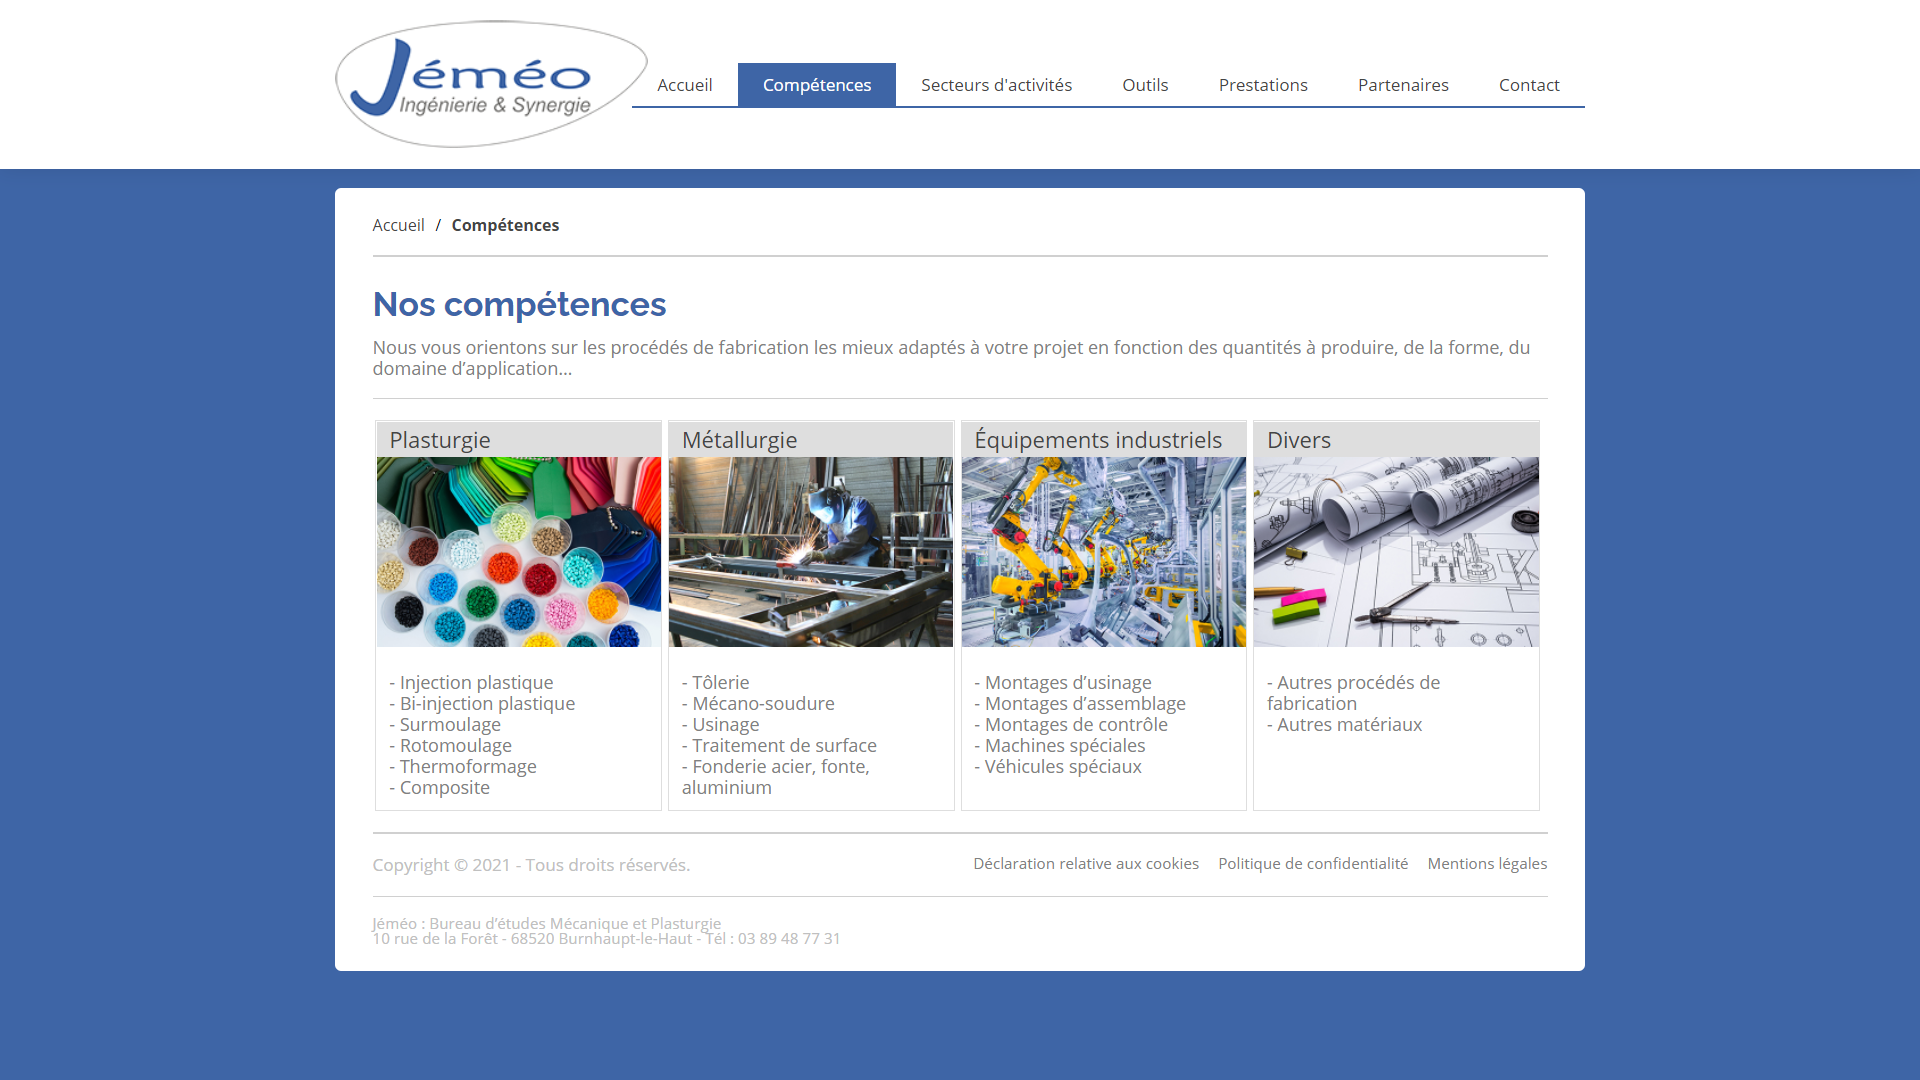 Jéméo
Ingénierie & Synergie
Accueil
Compétences
Secteurs d'activités
Outils
Prestations
Partenaires
Contact
Accueil / Compétences
Nos compétences
Nous vous orientons sur les procédés de fabrication les mieux adaptés à votre projet en fonction des quantités à produire, de la forme, du
domaine d’application…
Plasturgie
- Injection plastique
- Bi-injection plastique
- Surmoulage
- Rotomoulage
- Thermoformage
- Composite
Métallurgie
- Tôlerie
- Mécano-soudure
- Usinage
- Traitement de surface
- Fonderie acier, fonte,
aluminium
Équipements industriels
- Montages d’usinage
- Montages d’assemblage
- Montages de contrôle
- Machines spéciales
- Véhicules spéciaux
Divers
- Autres procédés de
fabrication
- Autres matériaux
Copyright © 2021 - Tous droits réservés.
Déclaration relative aux cookies
Politique de confidentialité
Mentions légales
Jéméo : Bureau d’études Mécanique et Plasturgie
10 rue de la Forêt - 68520 Burnhaupt-le-Haut - Tél : 03 89 48 77 31